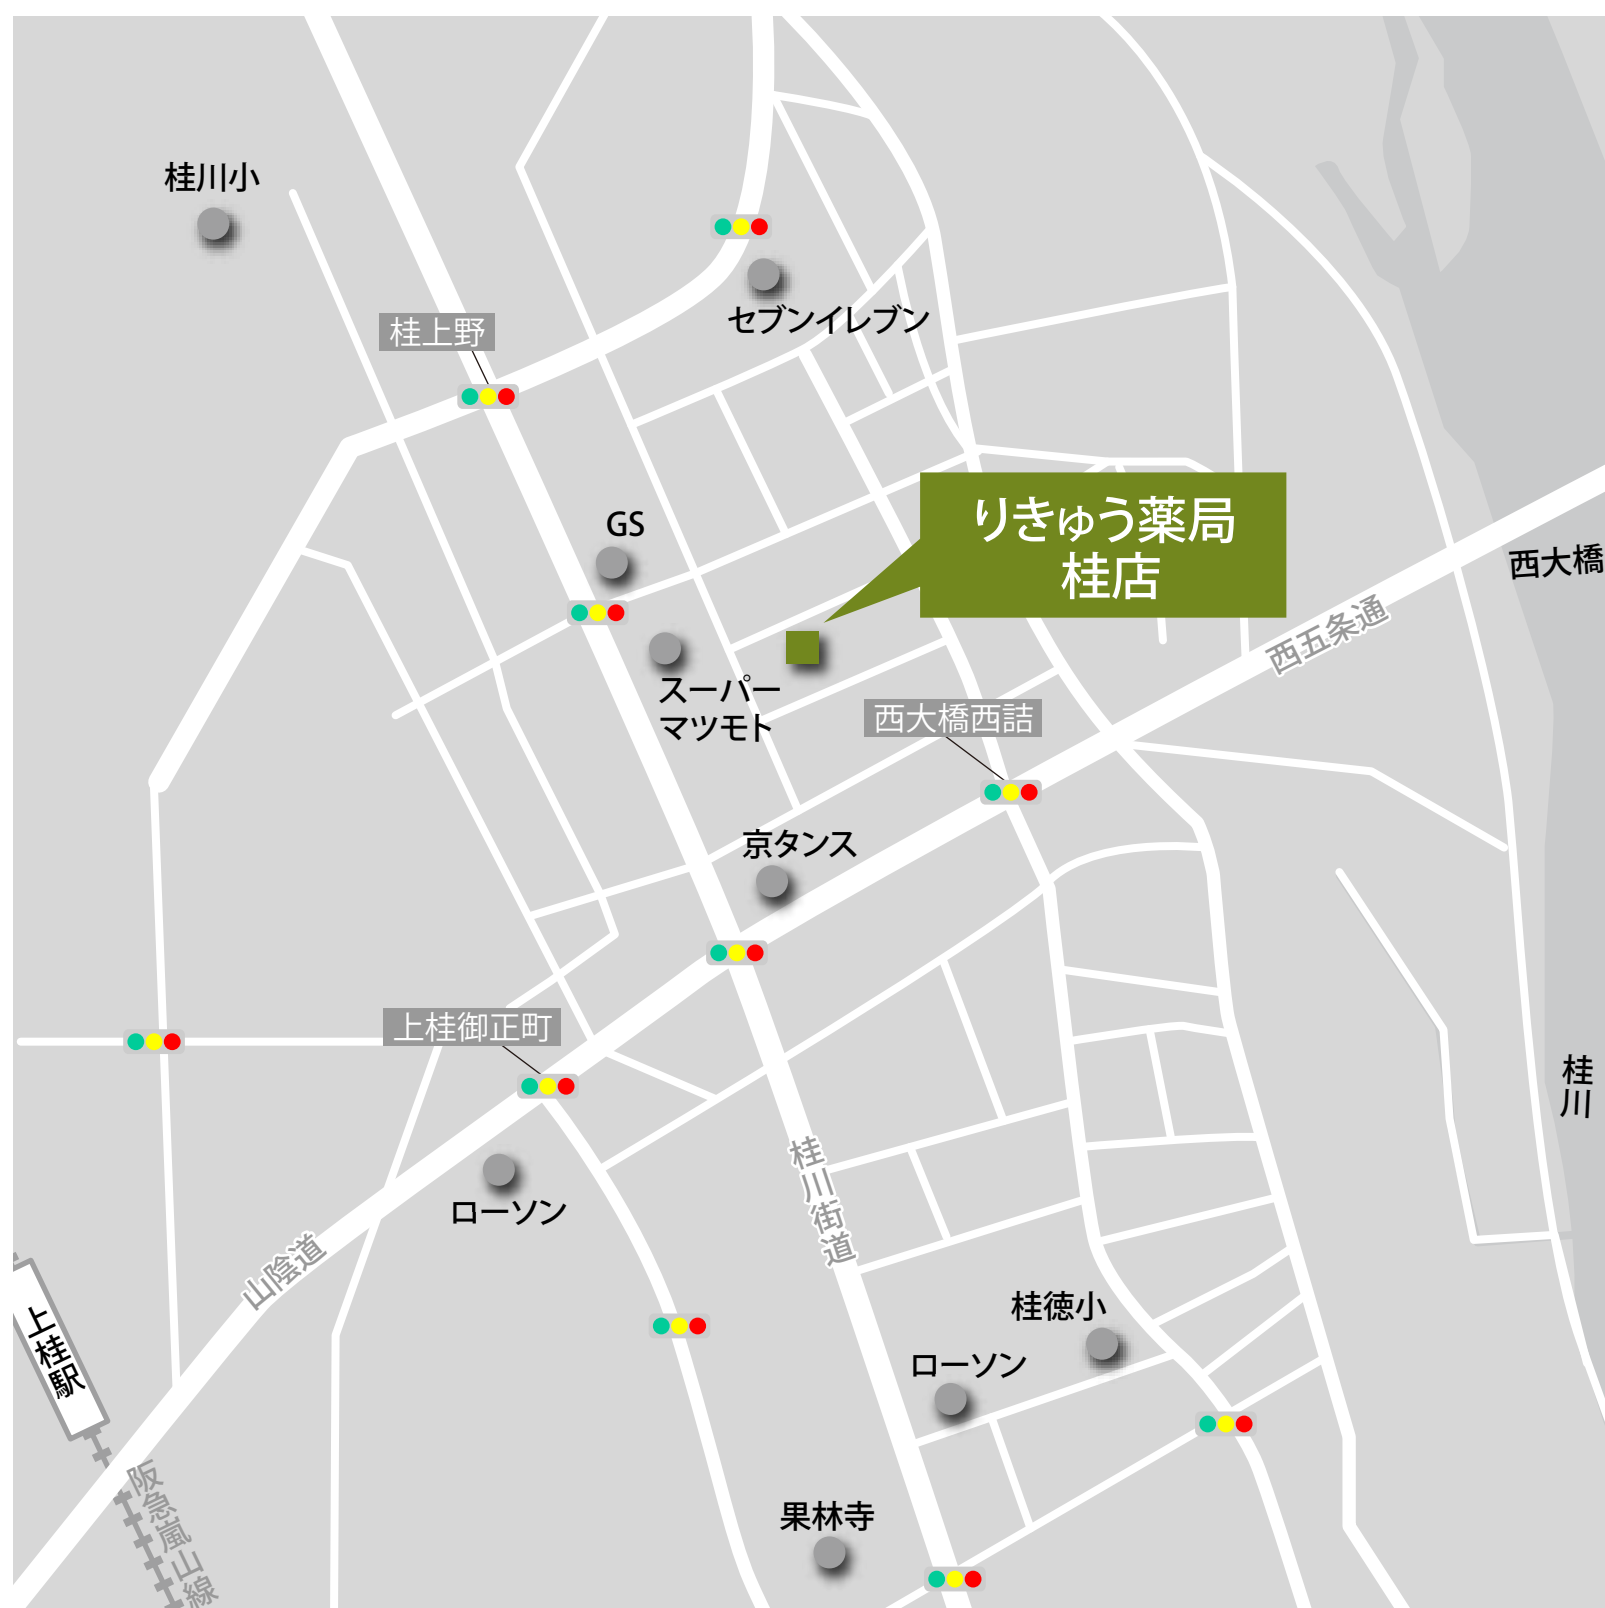 桂川小
セブンイレブン
桂上野
りきゅう薬局
桂店
GS
西大橋
西五条通
スーパー
マツモト
西大橋西詰
京タンス
上桂御正町
桂川
桂川街道
ローソン
山陰道
上桂駅
桂徳小
ローソン
阪急嵐山線
果林寺